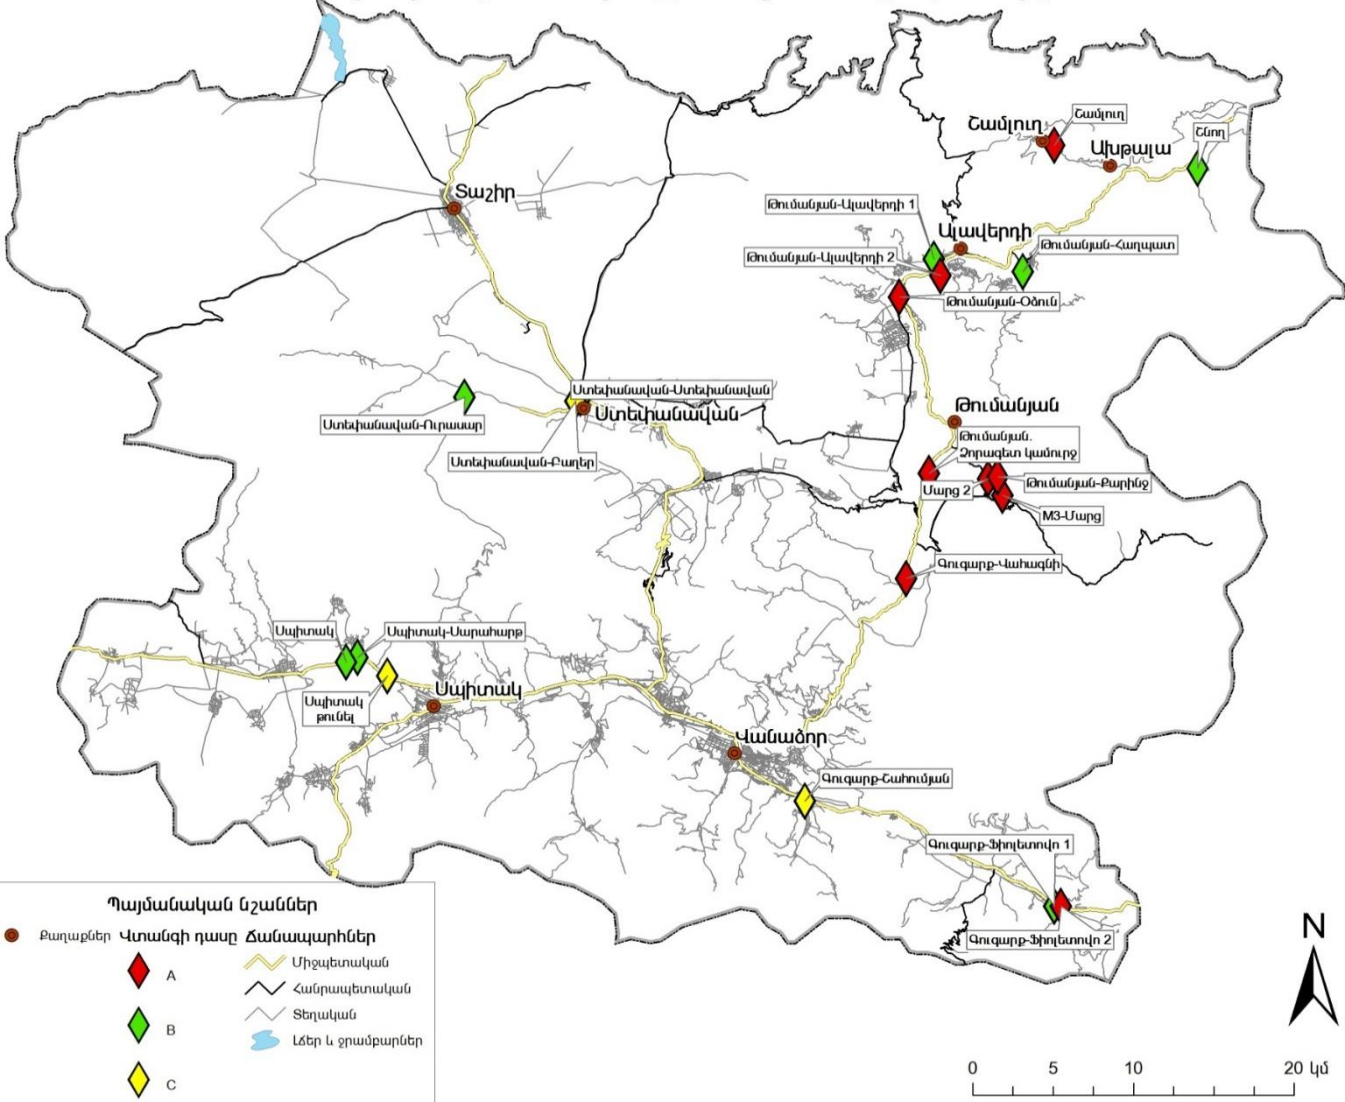 Շամլուղ
Շամլուղ
Ախթալա
Շնող
Տաշիր
Թումանյան-Ալավերդի 1
Ալավերդի
Թումանյան-Հաղպատ
Թումանյան-Ալավերդի 2
Թումանյան-Օձուն
Ստեփանավան-Ստեփանավան
Ստեփանավան
Ստեփանավան-Ուրասար
Ստեփանավան-Բաղեր
Թումանյան
Թումանյան.
Ձորագետ կամուրջ
Մարց 2
Թումանյան-Քարինջ
Մ3-Մարց
Գուգարք-Վահագնի
Սպիտակ
Սպիտակ-Սարահարթ
Սպիտակ
թունել
Սպիտակ
Վանաձոր
Գուգարք-Շահումյան
Գուգարք-Ֆիոլետովո 1
Գուգարք-Ֆիոլետովո 2
Պայմանական նշաններ
Քաղաքներ Վտանգի դասը Ճանապարհներ
A
B
C
Միջպետական
Հանրապետական
Տեղական
Լճեր և ջրամբարներ
N
0 5 10 20 կմ